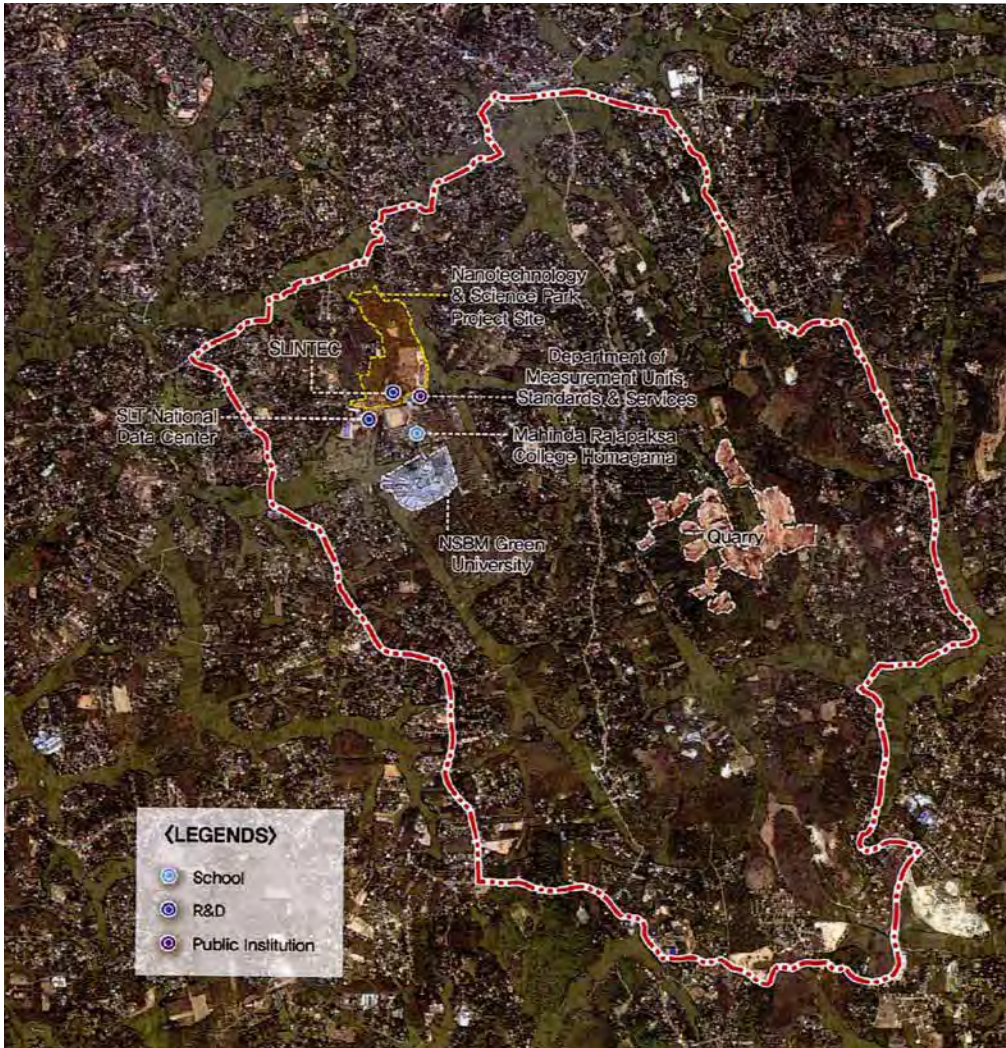 Nanotechnology
& Science Park
Project Site
SLINTEC
Department of
Measurement Units,
Standards & Services
SLT National
Data Center
Mahinda Rajapaksa
College Homagama
NSBM Green
University
Quarry
〈LEGENDS〉
School
R&D
Public Institution